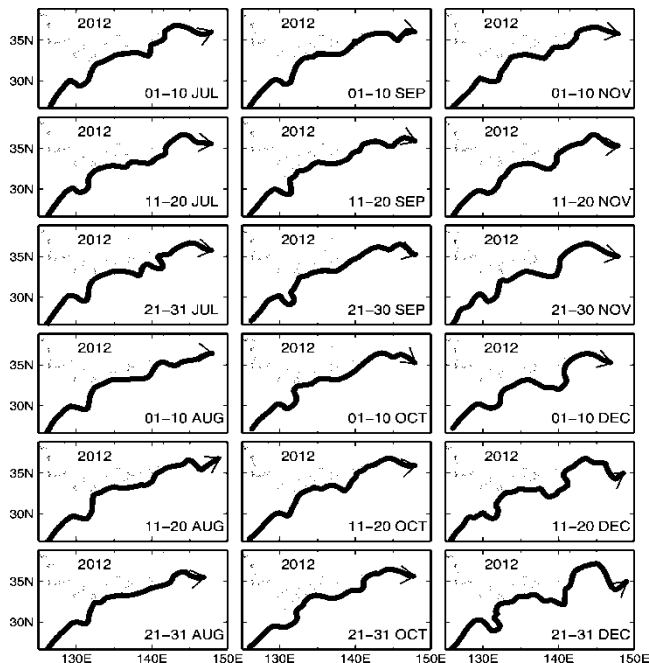 2012 2012 2012
35N
30N
01-10 JUL 01-10 SEP 01-10 NOV
2012 2012 2012
35N
30N
11-20 JUL 11-20 SEP 11-20 NOV
2012 2012 2012
35N
30N
21-31 JUL 21-30 SEP 21-30 NOV
2012 2012 2012
35N
30N
01-10 AUG 01-10 OCT 01-10 DEC
2012 2012 2012
35N
30N
11-20 AUG 11-20 OCT 11-20 DEC
2012 2012 2012
35N
30N
21-31 AUG 21-31 OCT 21-31 DEC
130E 140E 150E 130E 140E 150E 130E 140E 150E